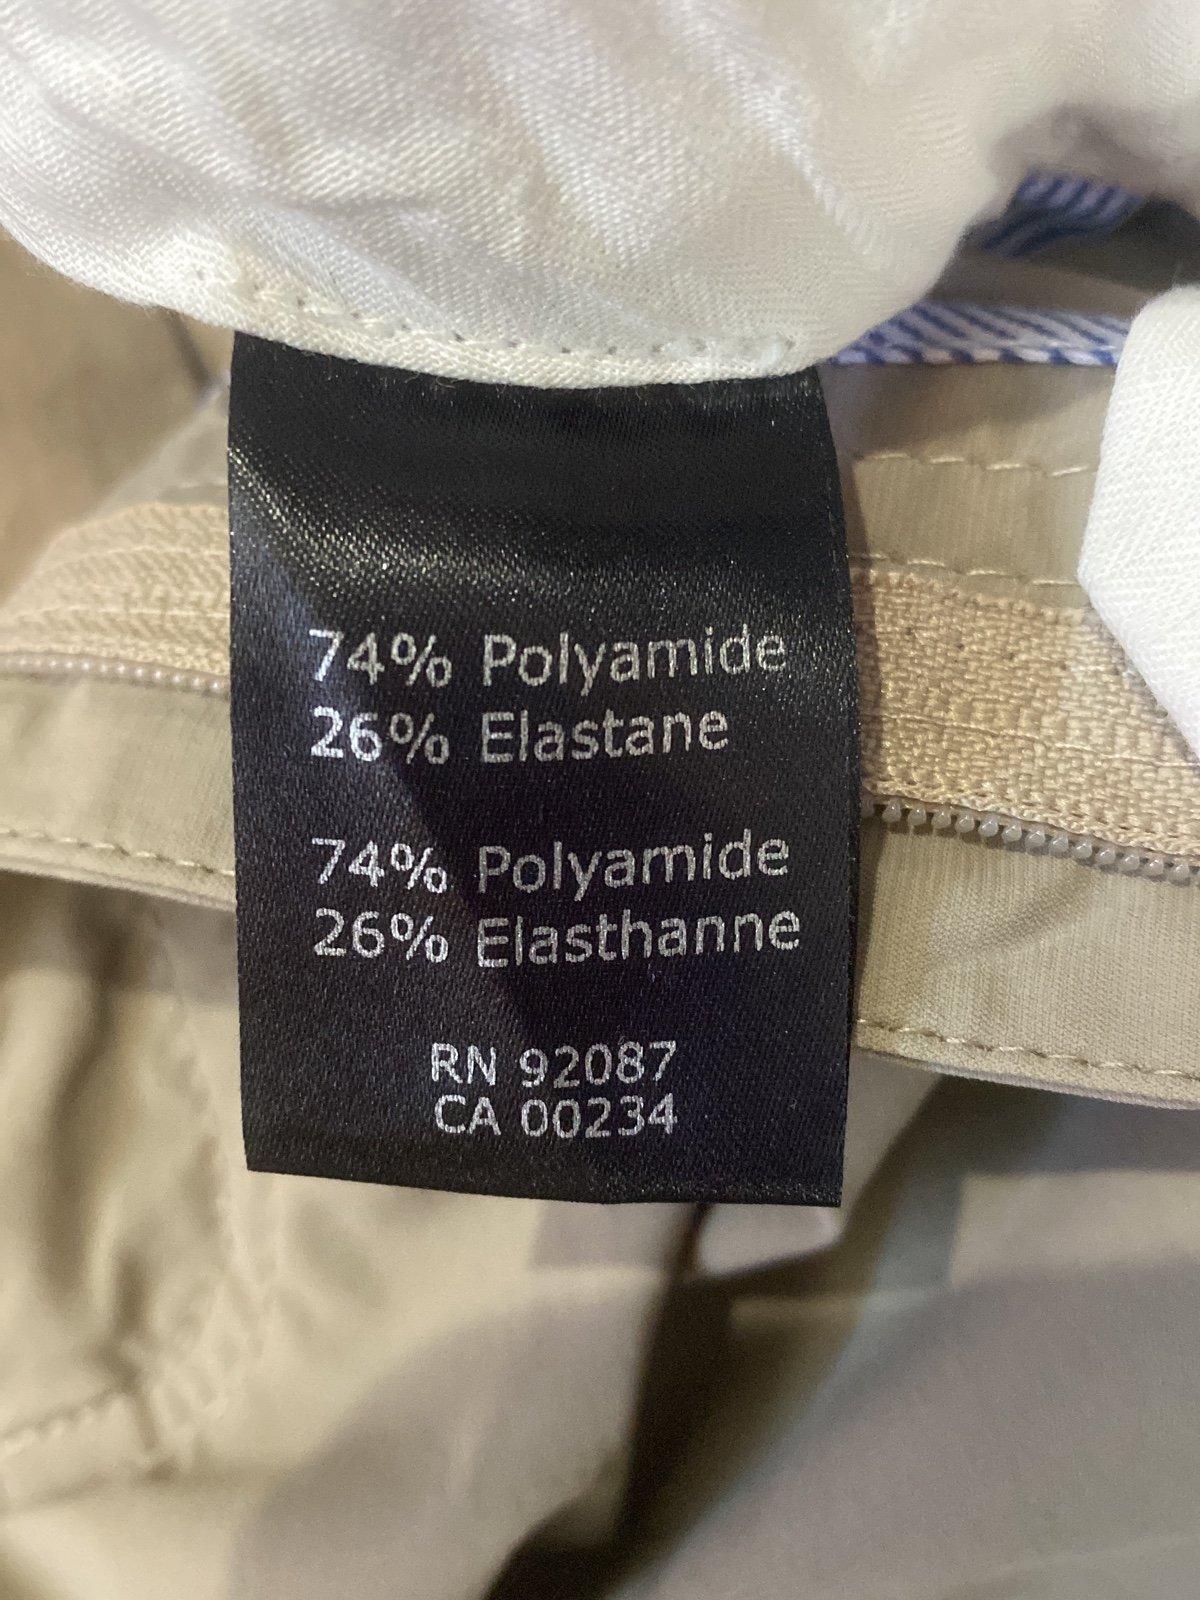 74% Polyamide
26% Elastane
74% Polyamide
26% Elasthanne
RN 92087
CA 00234